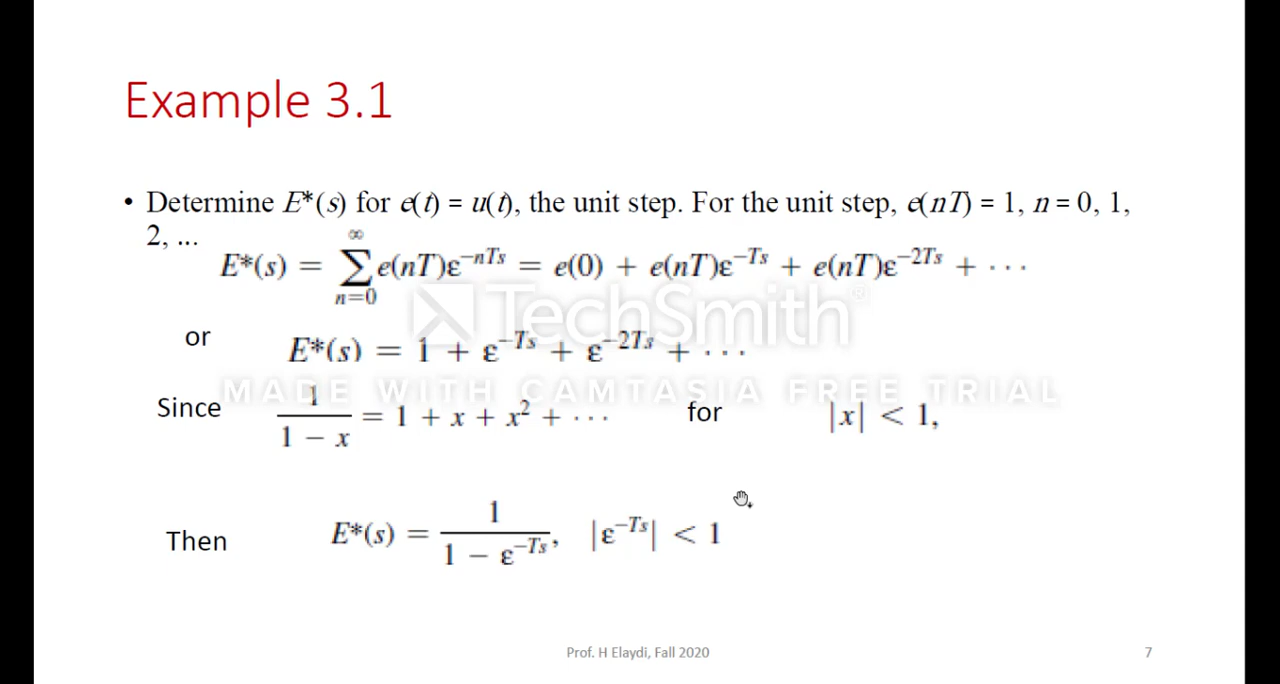 Example 3.1
• Determine E*(s) for e(t) = u(t), the unit step. For the unit step, e(nT) = 1, n = 0, 1,
2, ...
E*(s) = ∑_{n=0}^{∞} e(nT)ε^{−nTs} = e(0) + e(nT)ε^{−Ts} + e(nT)ε^{−2Ts} + ···
TechSmith®
or E*(s) = 1 + ε^{−Ts} + ε^{−2Ts} + ···
MADE WITH CAMTASIA FREE TRIAL
Since 1/(1 − x) = 1 + x + x² + ··· for |x| < 1,
Then E*(s) = 1/(1 − ε^{−Ts}), |ε^{−Ts}| < 1
Prof. H Elaydi, Fall 2020 7